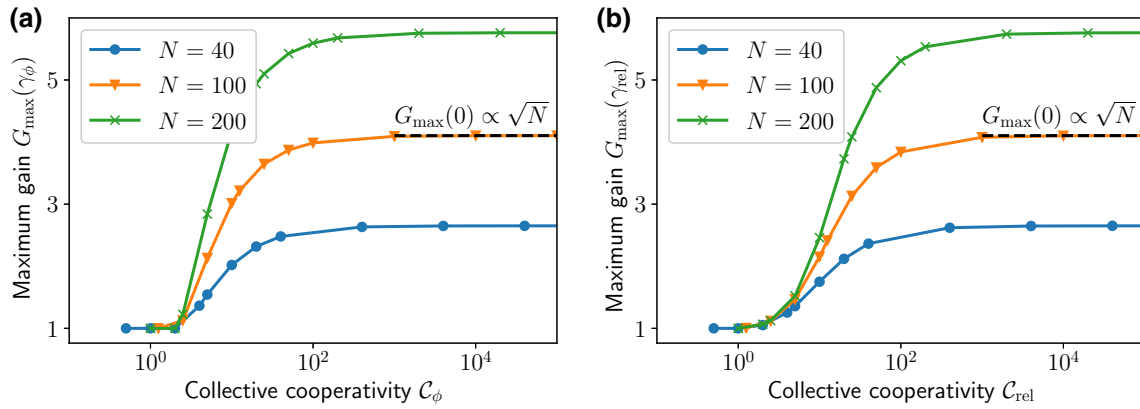 (a)
Maximum gain G_max(γ_ϕ)
5
3
1
N = 40
N = 100
N = 200
G_max(0) ∝ √N
10^0
10^2
10^4
Collective cooperativity 𝒞_ϕ
(b)
Maximum gain G_max(γ_rel)
5
3
1
N = 40
N = 100
N = 200
G_max(0) ∝ √N
10^0
10^2
10^4
Collective cooperativity 𝒞_rel